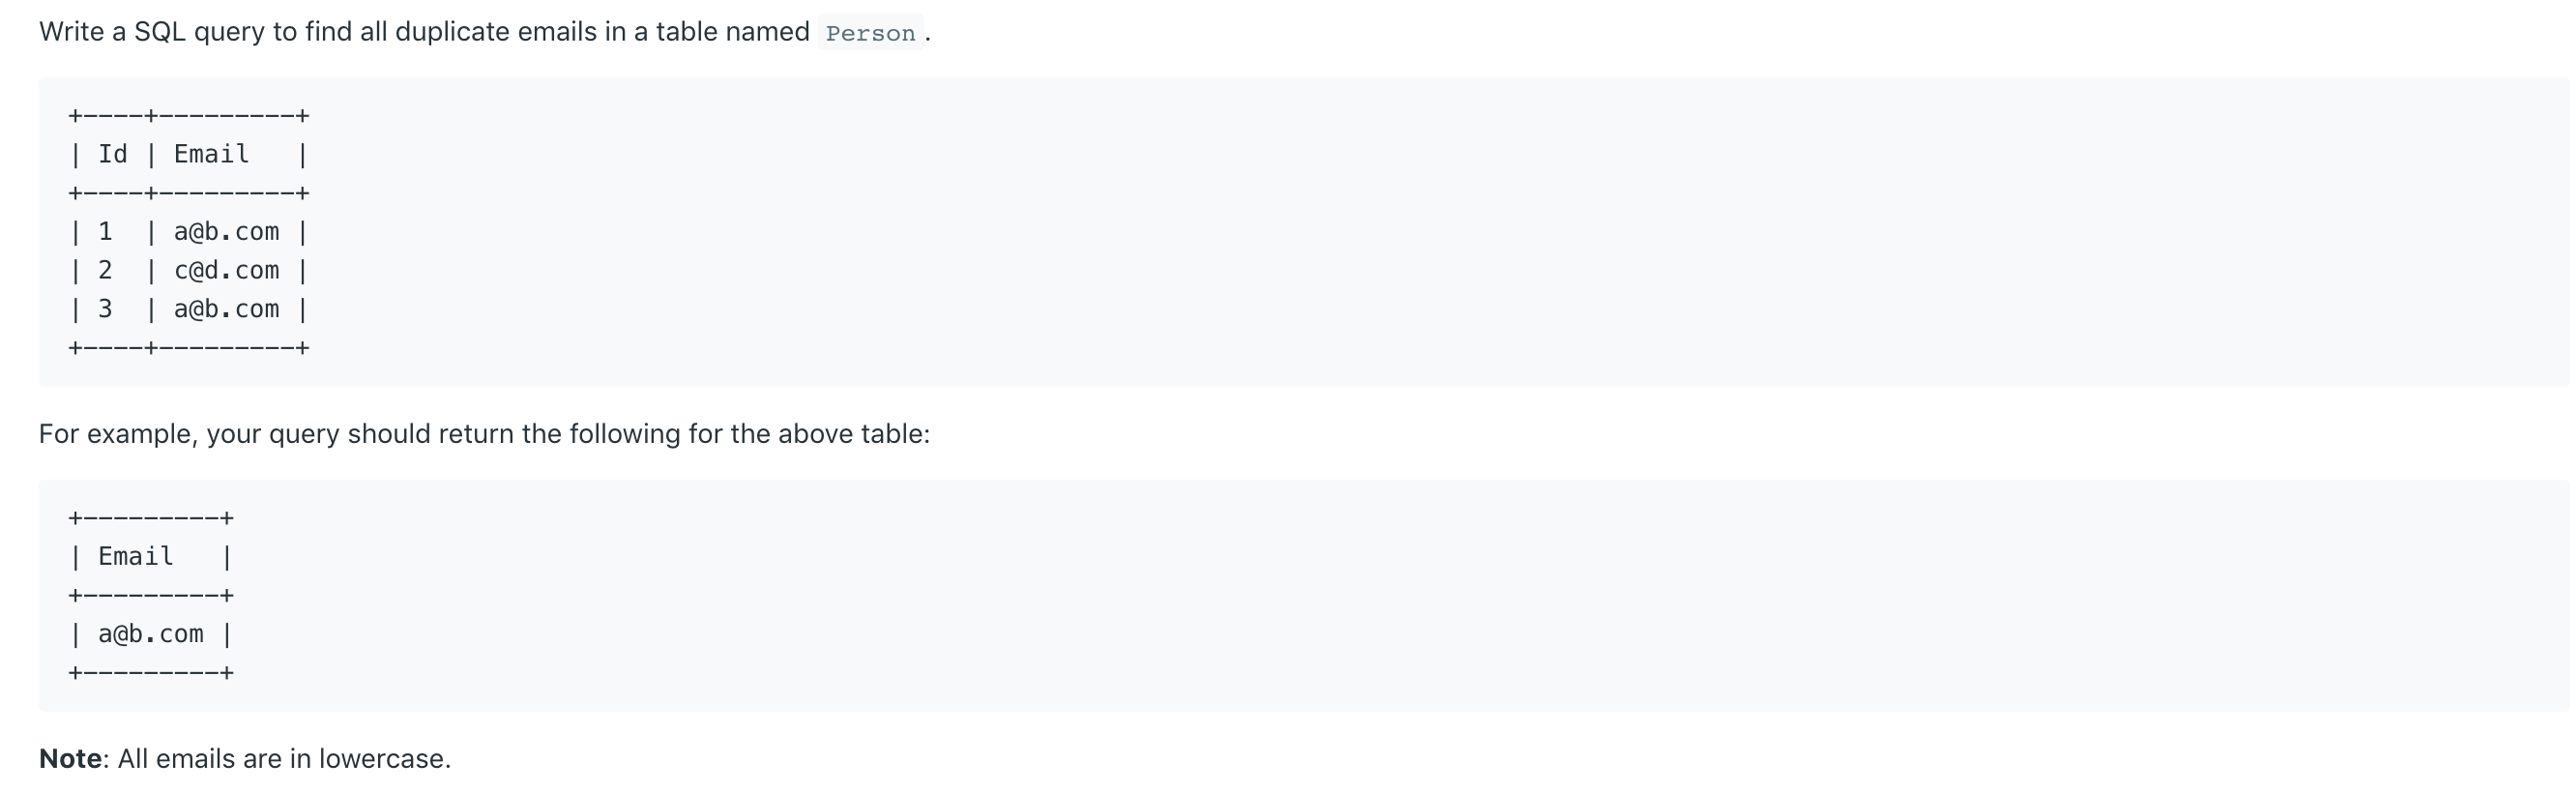 Write a SQL query to find all duplicate emails in a table named Person .
+----+---------+
| Id | Email   |
+----+---------+
| 1  | a@b.com |
| 2  | c@d.com |
| 3  | a@b.com |
+----+---------+
For example, your query should return the following for the above table:
+---------+
| Email   |
+---------+
| a@b.com |
+---------+
Note: All emails are in lowercase.